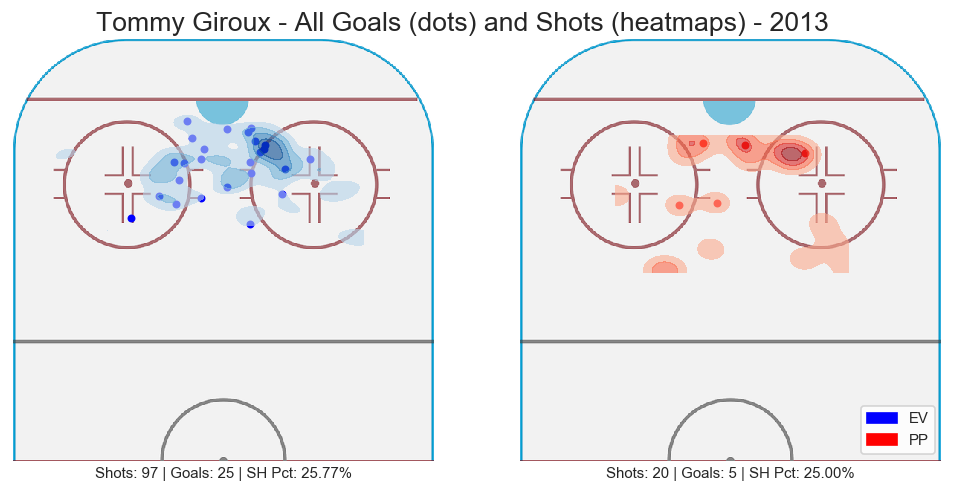 Tommy Giroux - All Goals (dots) and Shots (heatmaps) - 2013
EV
PP
Shots: 97 | Goals: 25 | SH Pct: 25.77%
Shots: 20 | Goals: 5 | SH Pct: 25.00%